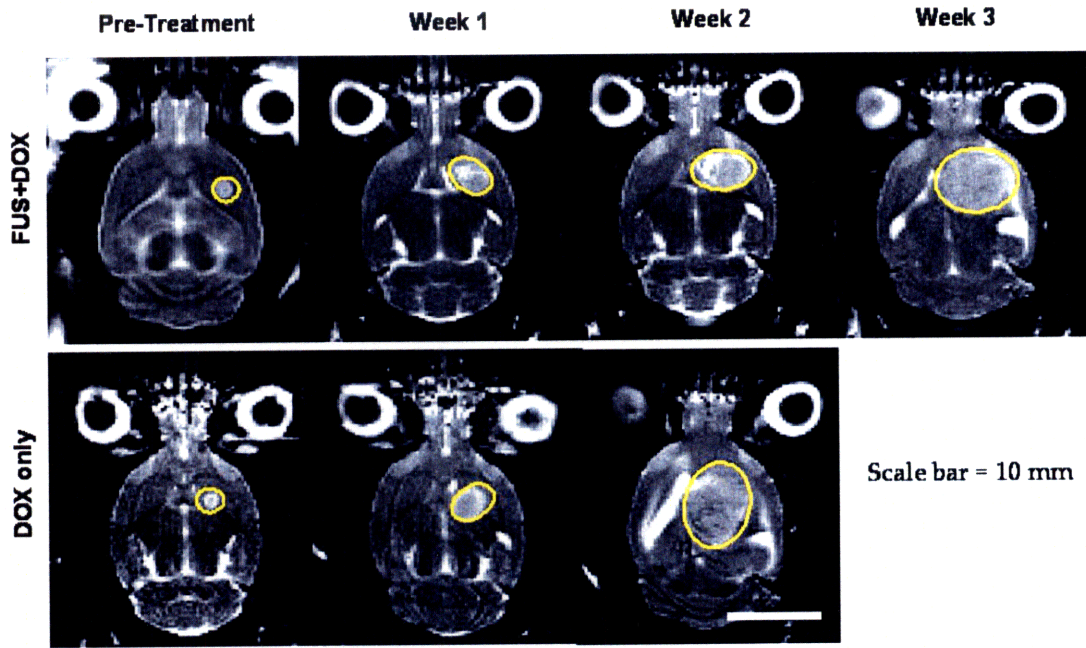 Pre-Treatment Week 1 Week 2 Week 3
FUS+DOX
DOX only
Scale bar = 10 mm